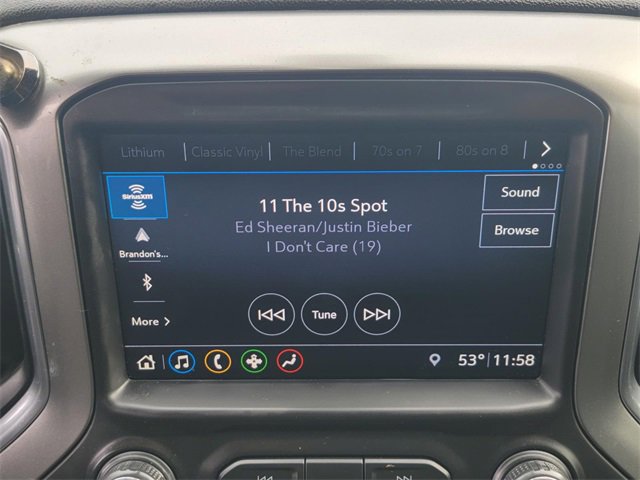 Lithium Classic Vinyl The Blend 70s on 7 80s on 8
SiriusXM
11 The 10s Spot
Ed Sheeran/Justin Bieber
I Don't Care (19)
Sound
Browse
Brandon's...
More
Tune
53° 11:58